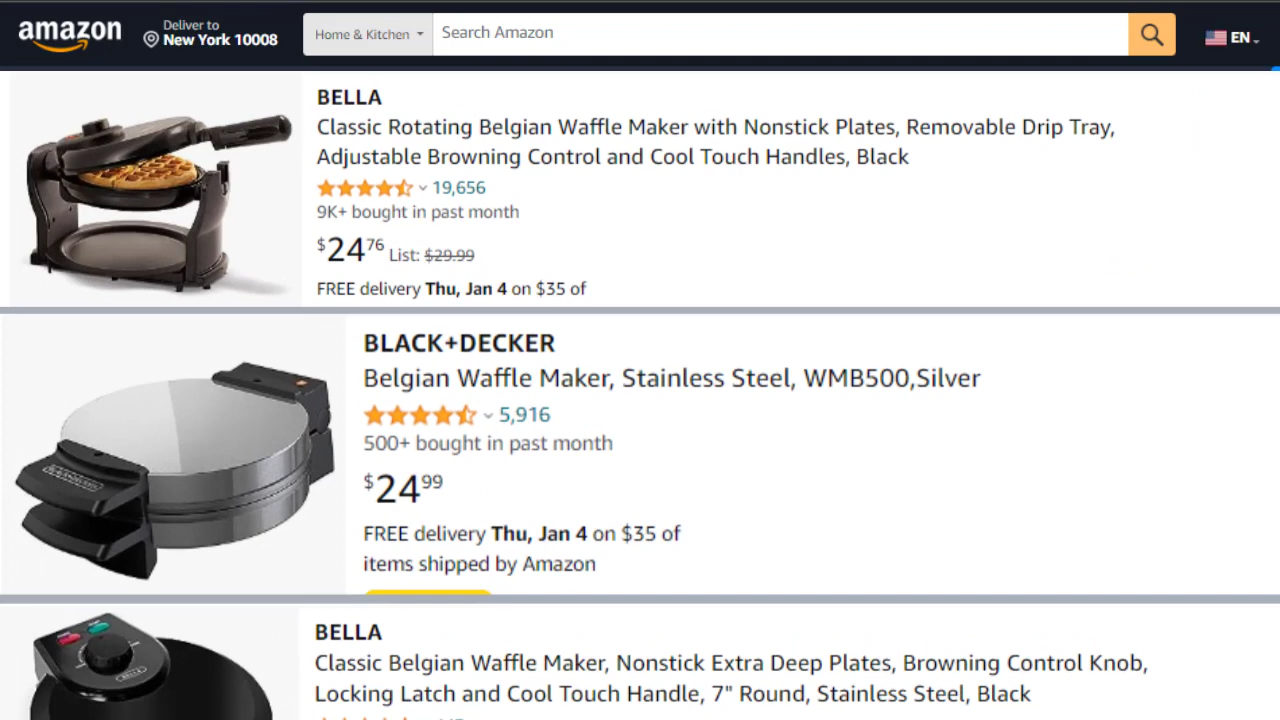 amazon
Deliver to
New York 10008
Home & Kitchen
Search Amazon
EN
BELLA
Classic Rotating Belgian Waffle Maker with Nonstick Plates, Removable Drip Tray,
Adjustable Browning Control and Cool Touch Handles, Black
19,656
9K+ bought in past month
$24 76 List: $29.99
FREE delivery Thu, Jan 4 on $35 of
BLACK+DECKER
Belgian Waffle Maker, Stainless Steel, WMB500,Silver
5,916
500+ bought in past month
$24 99
FREE delivery Thu, Jan 4 on $35 of
items shipped by Amazon
BLACK+DECKER
BELLA
Classic Belgian Waffle Maker, Nonstick Extra Deep Plates, Browning Control Knob,
Locking Latch and Cool Touch Handle, 7" Round, Stainless Steel, Black
BELLA